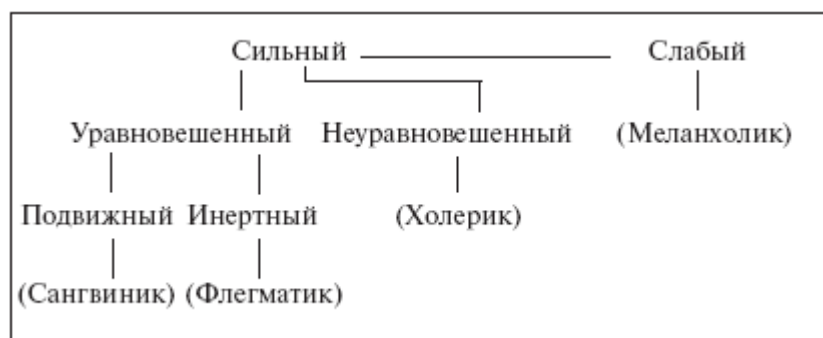 Сильный Слабый
Уравновешенный Неуравновешенный (Меланхолик)
Подвижный Инертный (Холерик)
(Сангвиник) (Флегматик)